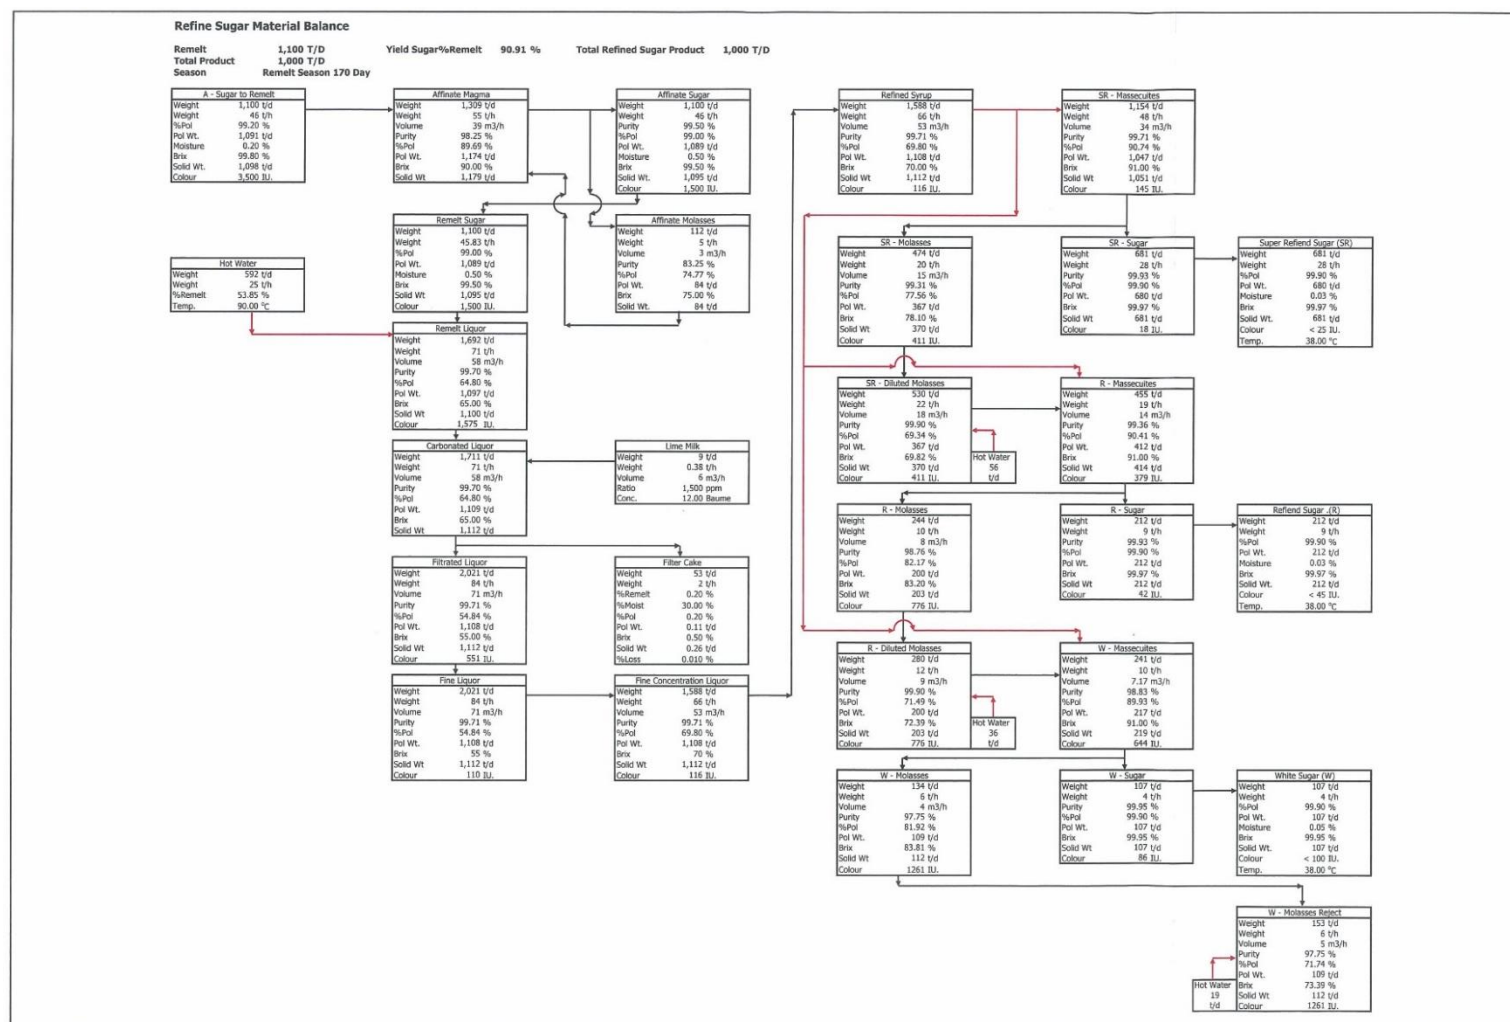 Refine Sugar Material Balance
Remelt 1,100 T/D Yield Sugar%Remelt 90.91 % Total Refined Sugar Product 1,000 T/D
Total Product 1,000 T/D
Season Remelt Season 170 Day
A - Sugar to Remelt
Weight 1,100 t/d
Weight 46 t/h
%Pol 99.20 %
Pol Wt. 1,091 t/d
Moisture 0.20 %
Brix 99.80 %
Solid Wt. 1,098 t/d
Colour 3,500 IU.
Affinate Magma
Weight 1,309 t/d
Weight 55 t/h
Volume 39 m3/h
Purity 98.25 %
%Pol 89.69 %
Pol Wt. 1,174 t/d
Brix 90.00 %
Solid Wt 1,179 t/d
Affinate Sugar
Weight 1,100 t/d
Weight 46 t/h
Purity 99.50 %
%Pol 99.00 %
Pol Wt. 1,089 t/d
Moisture 0.50 %
Brix 99.50 %
Solid Wt. 1,095 t/d
Colour 1,500 IU.
Remelt Sugar
Weight 1,100 t/d
Weight 45.83 t/h
%Pol 99.00 %
Pol Wt. 1,089 t/d
Moisture 0.50 %
Brix 99.50 %
Solid Wt 1,095 t/d
Colour 1,500 IU.
Affinate Molasses
Weight 112 t/d
Weight 5 t/h
Volume 3 m3/h
Purity 83.25 %
%Pol 74.77 %
Pol Wt. 84 t/d
Brix 75.00 %
Solid Wt. 84 t/d
Hot Water
Weight 592 t/d
Weight 25 t/h
%Remelt 53.85 %
Temp. 90.00 °C
Remelt Liquor
Weight 1,692 t/d
Weight 71 t/h
Volume 58 m3/h
Purity 99.70 %
%Pol 64.80 %
Pol Wt. 1,097 t/d
Brix 65.00 %
Solid Wt 1,100 t/d
Colour 1,575 IU.
Carbonated Liquor
Weight 1,711 t/d
Weight 71 t/h
Volume 58 m3/h
Purity 99.70 %
%Pol 64.80 %
Pol Wt. 1,109 t/d
Brix 65.00 %
Solid Wt 1,112 t/d
Lime Milk
Weight 9 t/d
Weight 0.38 t/h
Volume 6 m3/h
Ratio 1,500 ppm
Conc. 12.00 Baume
Filtrated Liquor
Weight 2,021 t/d
Weight 84 t/h
Volume 71 m3/h
Purity 99.71 %
%Pol 54.84 %
Pol Wt. 1,108 t/d
Brix 55.00 %
Solid Wt 1,112 t/d
Colour 551 IU.
Filter Cake
Weight 53 t/d
Weight 2 t/h
%Remelt 0.20 %
%Moist 30.00 %
%Pol 0.20 %
Pol Wt. 0.11 t/d
Brix 0.50 %
Solid Wt 0.26 t/d
%Loss 0.010 %
Fine Liquor
Weight 2,021 t/d
Weight 84 t/h
Volume 71 m3/h
Purity 99.71 %
%Pol 54.84 %
Pol Wt. 1,108 t/d
Brix 55 %
Solid Wt 1,112 t/d
Colour 110 IU.
Fine Concentration Liquor
Weight 1,588 t/d
Weight 66 t/h
Volume 53 m3/h
Purity 99.71 %
%Pol 69.80 %
Pol Wt. 1,108 t/d
Brix 70 %
Solid Wt 1,112 t/d
Colour 116 IU.
Refined Syrup
Weight 1,588 t/d
Weight 66 t/h
Volume 53 m3/h
Purity 99.71 %
%Pol 69.80 %
Pol Wt. 1,108 t/d
Brix 70.00 %
Solid Wt 1,112 t/d
Colour 116 IU.
SR - Massecuites
Weight 1,154 t/d
Weight 48 t/h
Volume 34 m3/h
Purity 99.71 %
%Pol 90.74 %
Pol Wt. 1,047 t/d
Brix 91.00 %
Solid Wt 1,051 t/d
Colour 145 IU.
SR - Molasses
Weight 474 t/d
Weight 20 t/h
Volume 15 m3/h
Purity 99.31 %
%Pol 77.56 %
Pol Wt. 367 t/d
Brix 78.10 %
Solid Wt 370 t/d
Colour 411 IU.
SR - Sugar
Weight 681 t/d
Weight 28 t/h
Purity 99.93 %
%Pol 99.90 %
Pol Wt 680 t/d
Brix 99.97 %
Solid Wt 681 t/d
Colour 18 IU.
Super Refiend Sugar (SR)
Weight 681 t/d
Weight 28 t/h
%Pol 99.90 %
Pol Wt. 680 t/d
Moisture 0.03 %
Brix 99.97 %
Solid Wt. 681 t/d
Colour < 25 IU.
Temp. 38.00 °C
SR - Diluted Molasses
Weight 530 t/d
Weight 22 t/h
Volume 18 m3/h
Purity 99.90 %
%Pol 69.34 %
Pol Wt. 367 t/d
Brix 69.82 %
Solid Wt 370 t/d
Colour 411 IU.
Hot Water
56
t/d
R - Massecuites
Weight 455 t/d
Weight 19 t/h
Volume 14 m3/h
Purity 99.36 %
%Pol 90.41 %
Pol Wt. 412 t/d
Brix 91.00 %
Solid Wt 414 t/d
Colour 379 IU.
R - Molasses
Weight 244 t/d
Weight 10 t/h
Volume 8 m3/h
Purity 98.76 %
%Pol 82.17 %
Pol Wt. 200 t/d
Brix 83.20 %
Solid Wt 203 t/d
Colour 776 IU.
R - Sugar
Weight 212 t/d
Weight 9 t/h
Purity 99.93 %
%Pol 99.90 %
Pol Wt. 212 t/d
Brix 99.97 %
Solid Wt 212 t/d
Colour 42 IU.
Refiend Sugar .(R)
Weight 212 t/d
Weight 9 t/h
%Pol 99.90 %
Pol Wt. 212 t/d
Moisture 0.03 %
Brix 99.97 %
Solid Wt. 212 t/d
Colour < 45 IU.
Temp. 38.00 °C
R - Diluted Molasses
Weight 280 t/d
Weight 12 t/h
Volume 9 m3/h
Purity 99.90 %
%Pol 71.49 %
Pol Wt. 200 t/d
Brix 72.39 %
Solid Wt 203 t/d
Colour 776 IU.
Hot Water
36
t/d
W - Massecuites
Weight 241 t/d
Weight 10 t/h
Volume 7.17 m3/h
Purity 98.83 %
%Pol 89.93 %
Pol Wt. 217 t/d
Brix 91.00 %
Solid Wt 219 t/d
Colour 644 IU.
W - Molasses
Weight 134 t/d
Weight 6 t/h
Volume 4 m3/h
Purity 97.75 %
%Pol 81.92 %
Pol Wt. 109 t/d
Brix 83.81 %
Solid Wt 112 t/d
Colour 1261 IU.
W - Sugar
Weight 107 t/d
Weight 4 t/h
Purity 99.95 %
%Pol 99.90 %
Pol Wt. 107 t/d
Brix 99.95 %
Solid Wt 107 t/d
Colour 86 IU.
White Sugar (W)
Weight 107 t/d
Weight 4 t/h
%Pol 99.90 %
Pol Wt. 107 t/d
Moisture 0.05 %
Brix 99.95 %
Solid Wt. 107 t/d
Colour < 100 IU.
Temp. 38.00 °C
W - Molasses Reject
Weight 153 t/d
Weight 6 t/h
Volume 5 m3/h
Purity 97.75 %
%Pol 71.74 %
Pol Wt. 109 t/d
Brix 73.39 %
Solid Wt 112 t/d
Colour 1261 IU.
Hot Water
19
t/d